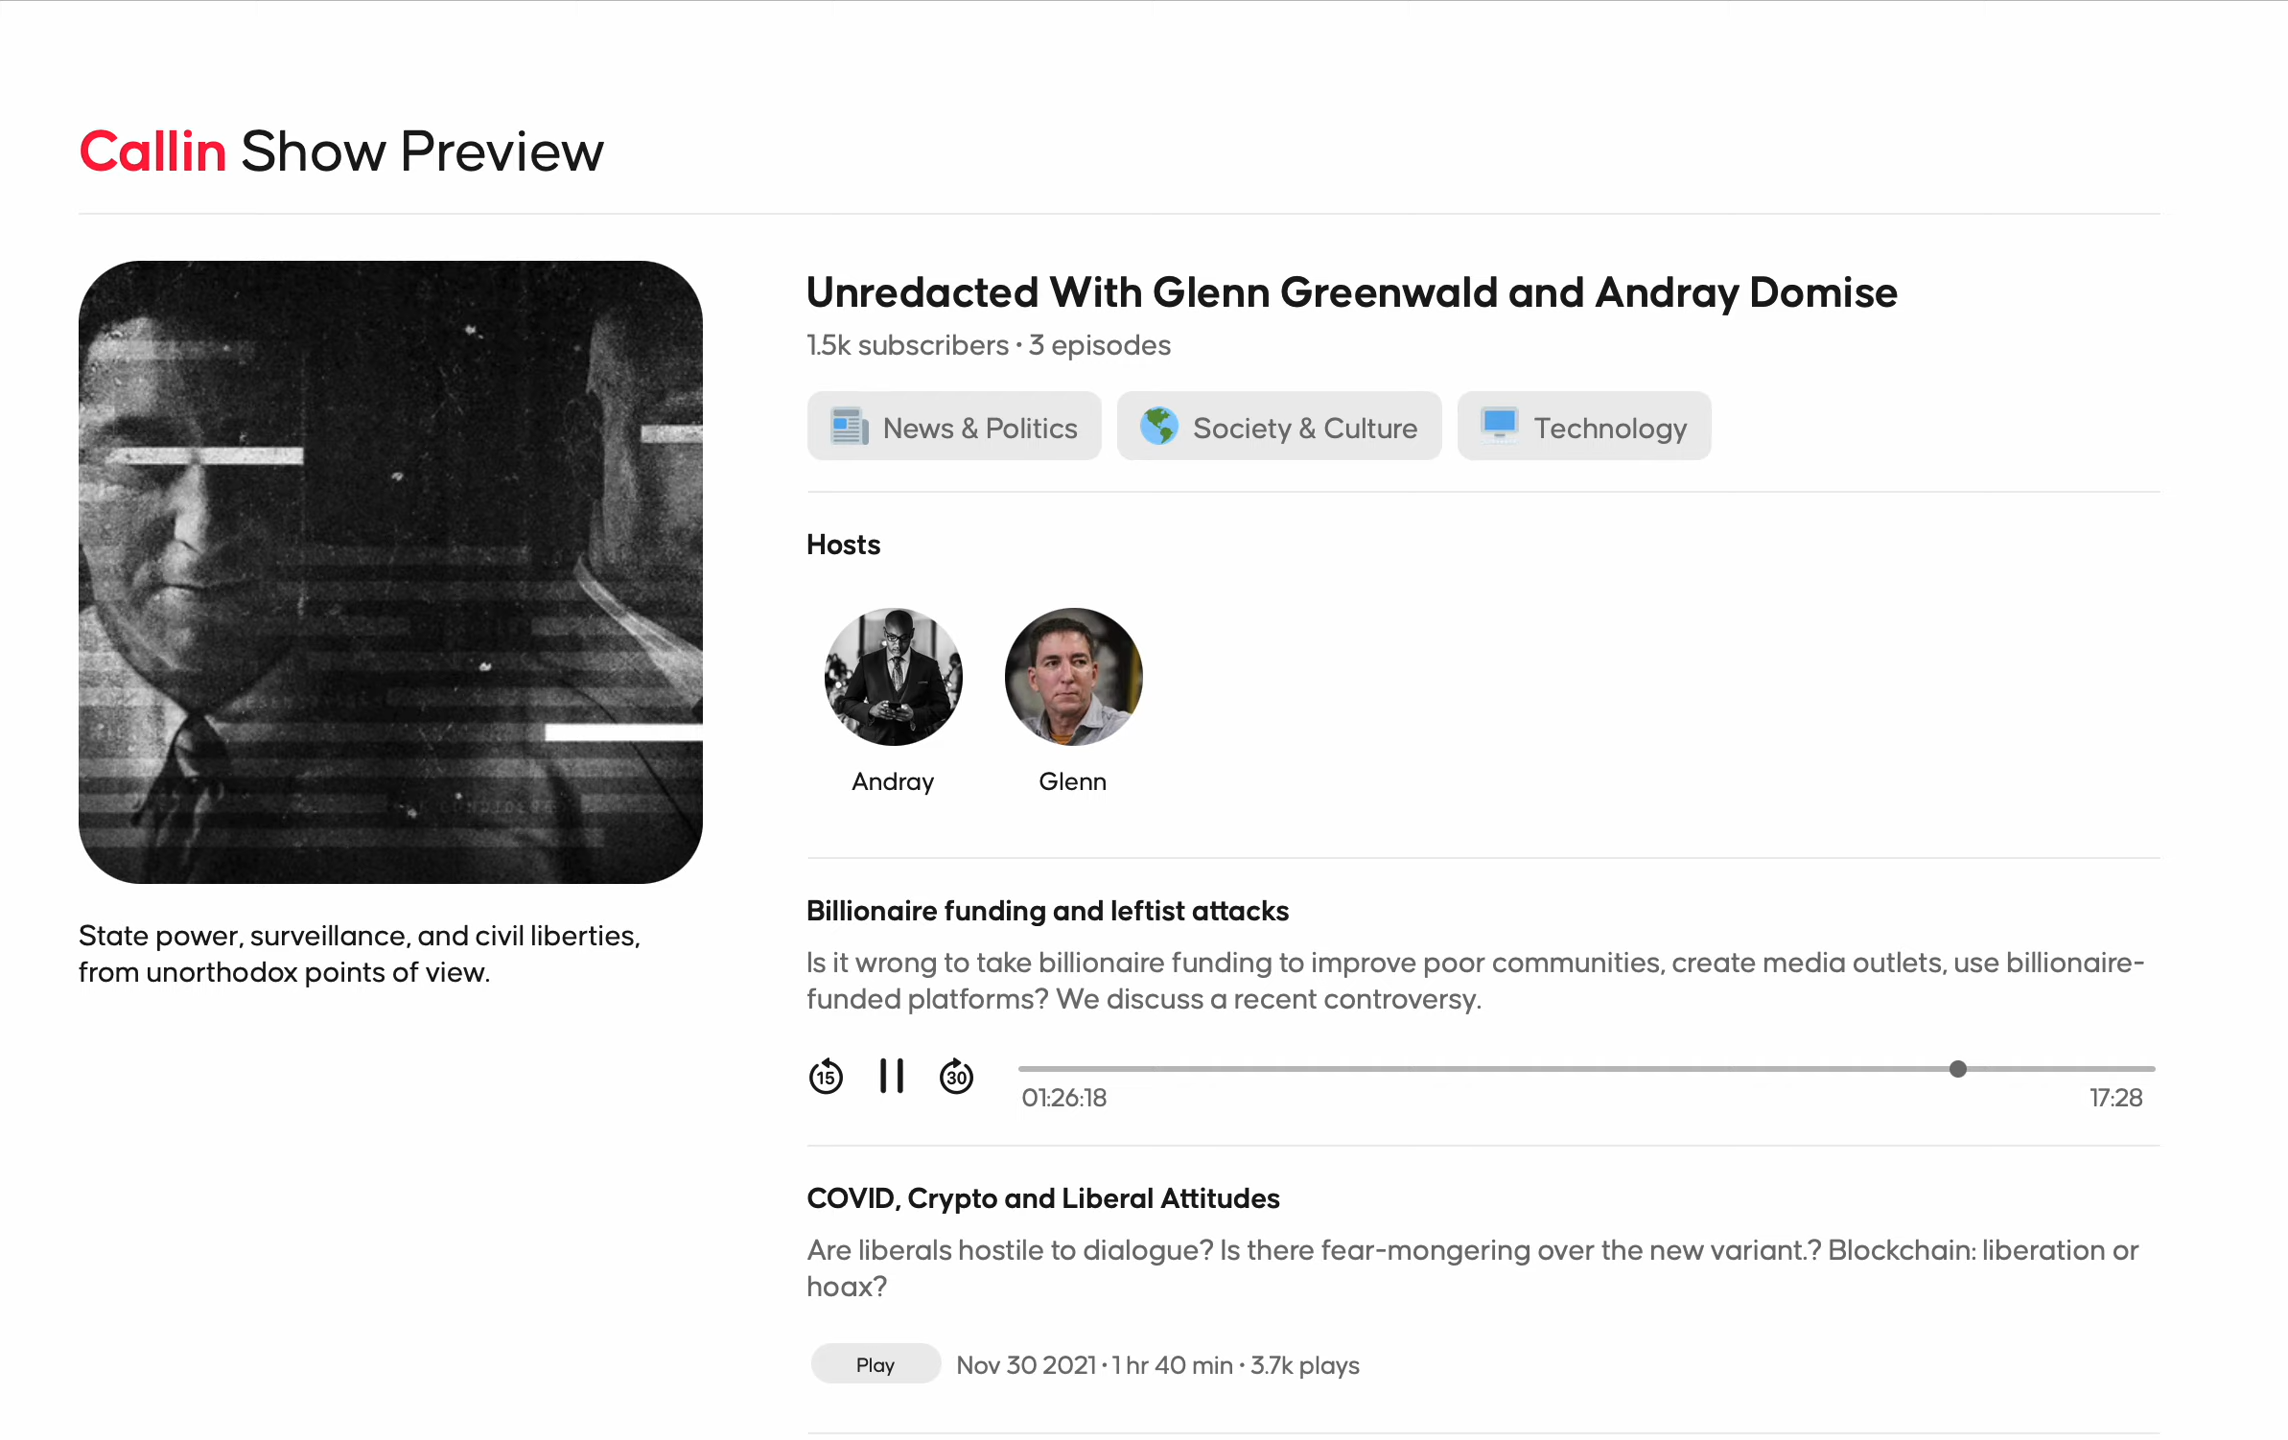 Callin Show Preview
Unredacted With Glenn Greenwald and Andray Domise
1.5k subscribers • 3 episodes
News & Politics
Society & Culture
Technology
Hosts
Andray
Glenn
State power, surveillance, and civil liberties,
from unorthodox points of view.
Billionaire funding and leftist attacks
Is it wrong to take billionaire funding to improve poor communities, create media outlets, use billionaire-
funded platforms? We discuss a recent controversy.
15
30
01:26:18
17:28
COVID, Crypto and Liberal Attitudes
Are liberals hostile to dialogue? Is there fear-mongering over the new variant.? Blockchain: liberation or
hoax?
Play
Nov 30 2021 • 1 hr 40 min • 3.7k plays